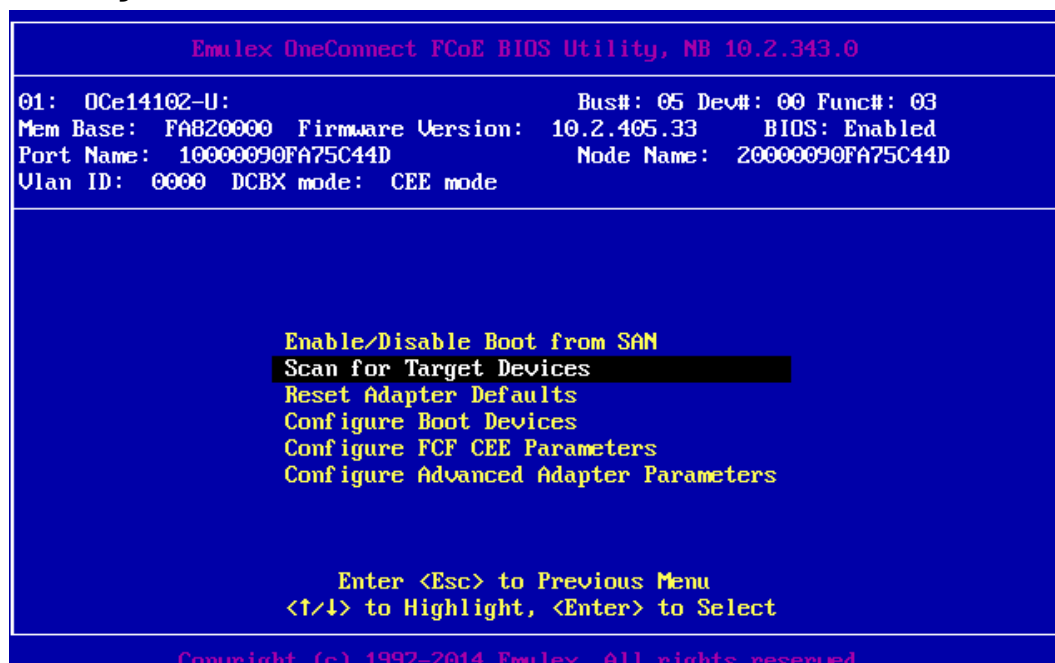 Emulex OneConnect FCoE BIOS Utility, NB 10.2.343.0
01: OCe14102-U: Bus#: 05 Dev#: 00 Func#: 03
Mem Base: FA820000 Firmware Version: 10.2.405.33 BIOS: Enabled
Port Name: 10000090FA75C44D Node Name: 20000090FA75C44D
Vlan ID: 0000 DCBX mode: CEE mode
Enable/Disable Boot from SAN
Scan for Target Devices
Reset Adapter Defaults
Configure Boot Devices
Configure FCF CEE Parameters
Configure Advanced Adapter Parameters
Enter <Esc> to Previous Menu
<↑/↓> to Highlight, <Enter> to Select
Copyright (c) 1997-2014 Emulex. All rights reserved